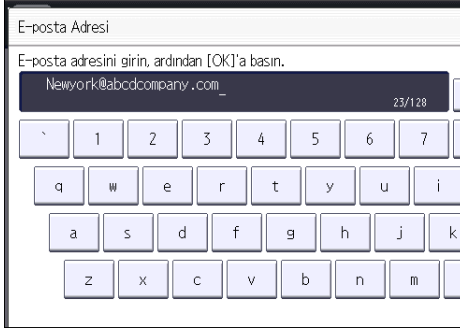 E-posta Adresi
E-posta adresini girin, ardından [OK]'a basın.
Newyork@abcdcompany.com_
23/128
` 1 2 3 4 5 6 7
q w e r t y u i
a s d f g h j k
z x c v b n m